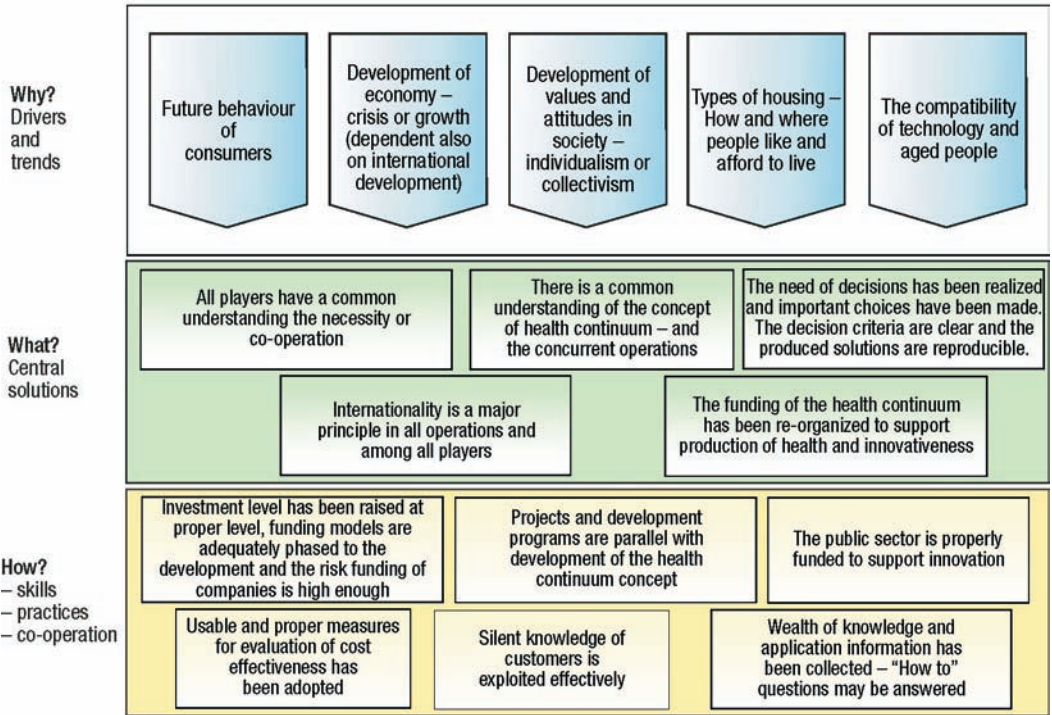 Why?
Drivers
and
trends
Future behaviour
of
consumers
Development of
economy –
crisis or growth
(dependent also
on international
development)
Development of
values and
attitudes in
society –
individualism or
collectivism
Types of housing –
How and where
people like and
afford to live
The compatibility
of technology and
aged people
What?
Central
solutions
All players have a common
understanding the necessity or
co-operation
There is a common
understanding of the concept
of health continuum – and
the concurrent operations
The need of decisions has been realized
and important choices have been made.
The decision criteria are clear and the
produced solutions are reproducible.
Internationality is a major
principle in all operations and
among all players
The funding of the health continuum
has been re-organized to support
production of health and innovativeness
How?
– skills
– practices
– co-operation
Investment level has been raised at
proper level, funding models are
adequately phased to the
development and the risk funding of
companies is high enough
Projects and development
programs are parallel with
development of the health
continuum concept
The public sector is properly
funded to support innovation
Usable and proper measures
for evaluation of cost
effectiveness has
been adopted
Silent knowledge of
customers is
exploited effectively
Wealth of knowledge and
application information has
been collected – “How to”
questions may be answered